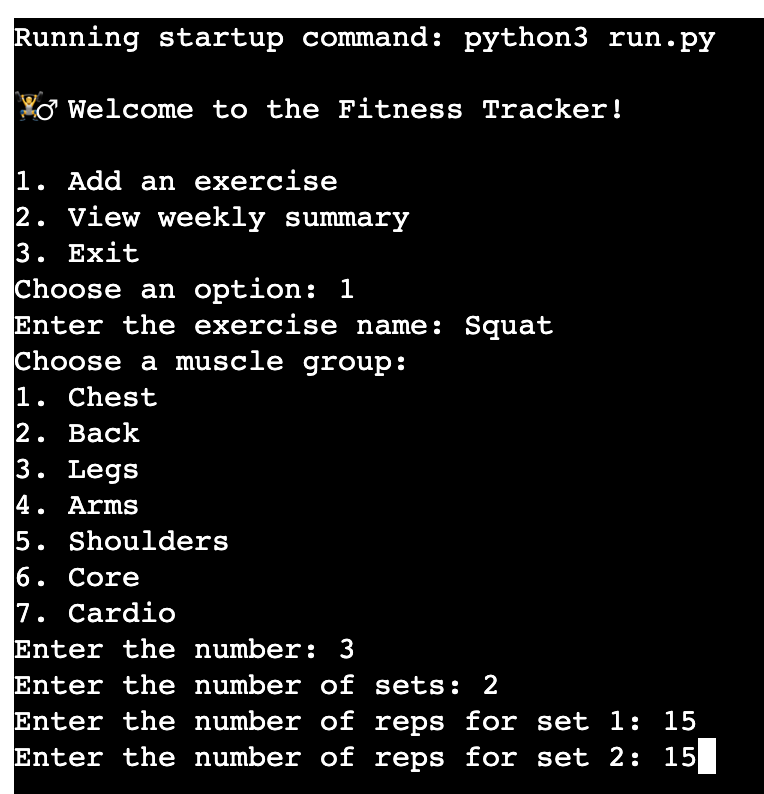 Running startup command: python3 run.py
🏋️‍♂️ Welcome to the Fitness Tracker!
1. Add an exercise
2. View weekly summary
3. Exit
Choose an option: 1
Enter the exercise name: Squat
Choose a muscle group:
1. Chest
2. Back
3. Legs
4. Arms
5. Shoulders
6. Core
7. Cardio
Enter the number: 3
Enter the number of sets: 2
Enter the number of reps for set 1: 15
Enter the number of reps for set 2: 15